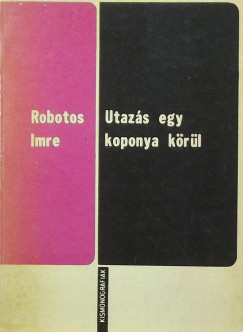 Robotos
Imre
Utazás egy
koponya körül
KISMONOGRÁFIÁK